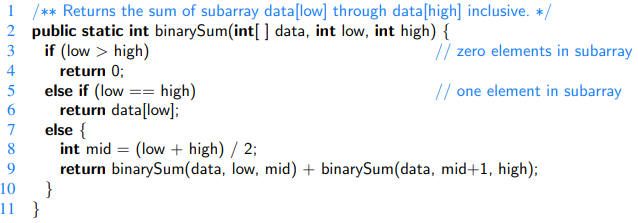 1 /** Returns the sum of subarray data[low] through data[high] inclusive. */
2 public static int binarySum(int[ ] data, int low, int high) {
3 if (low > high) // zero elements in subarray
4 return 0;
5 else if (low == high) // one element in subarray
6 return data[low];
7 else {
8 int mid = (low + high) / 2;
9 return binarySum(data, low, mid) + binarySum(data, mid+1, high);
10 }
11 }